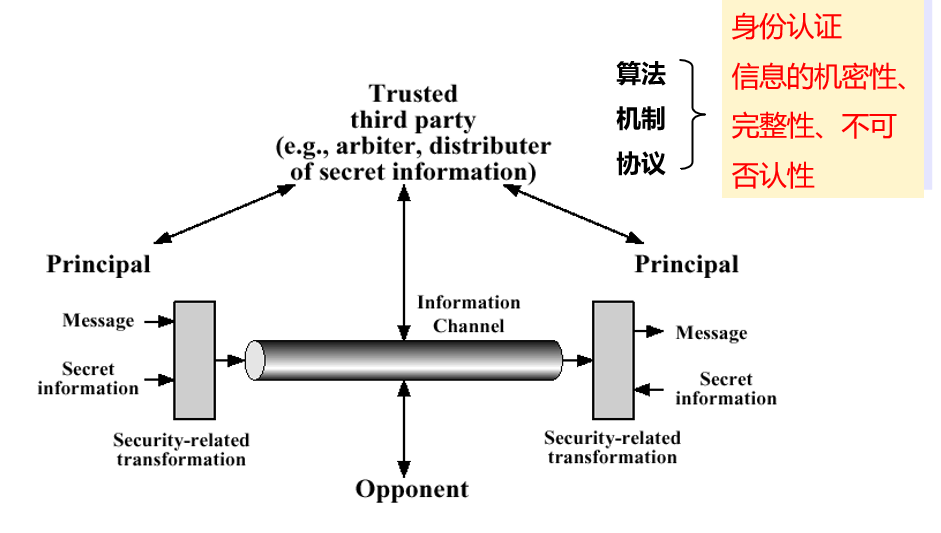 身份认证
信息的机密性、
完整性、不可
否认性
算法
机制
协议
Trusted
third party
(e.g., arbiter, distributer
of secret information)
Principal
Principal
Information
Channel
Message
Secret
information
Message
Secret
information
Security-related
transformation
Security-related
transformation
Opponent